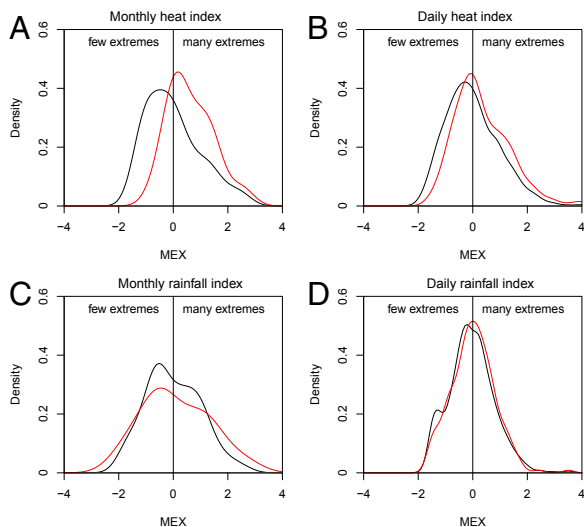 A
Monthly heat index
few extremes
many extremes
Density
0
0.2
0.4
0.6
−4
−2
0
2
4
MEX
B
Daily heat index
few extremes
many extremes
Density
0
0.2
0.4
0.6
−4
−2
0
2
4
MEX
C
Monthly rainfall index
few extremes
many extremes
Density
0
0.2
0.4
0.6
−4
−2
0
2
4
MEX
D
Daily rainfall index
few extremes
many extremes
Density
0
0.2
0.4
0.6
−4
−2
0
2
4
MEX